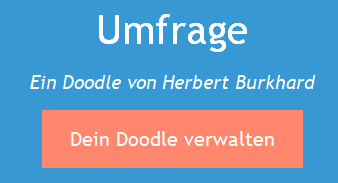 Umfrage
Ein Doodle von Herbert Burkhard
Dein Doodle verwalten